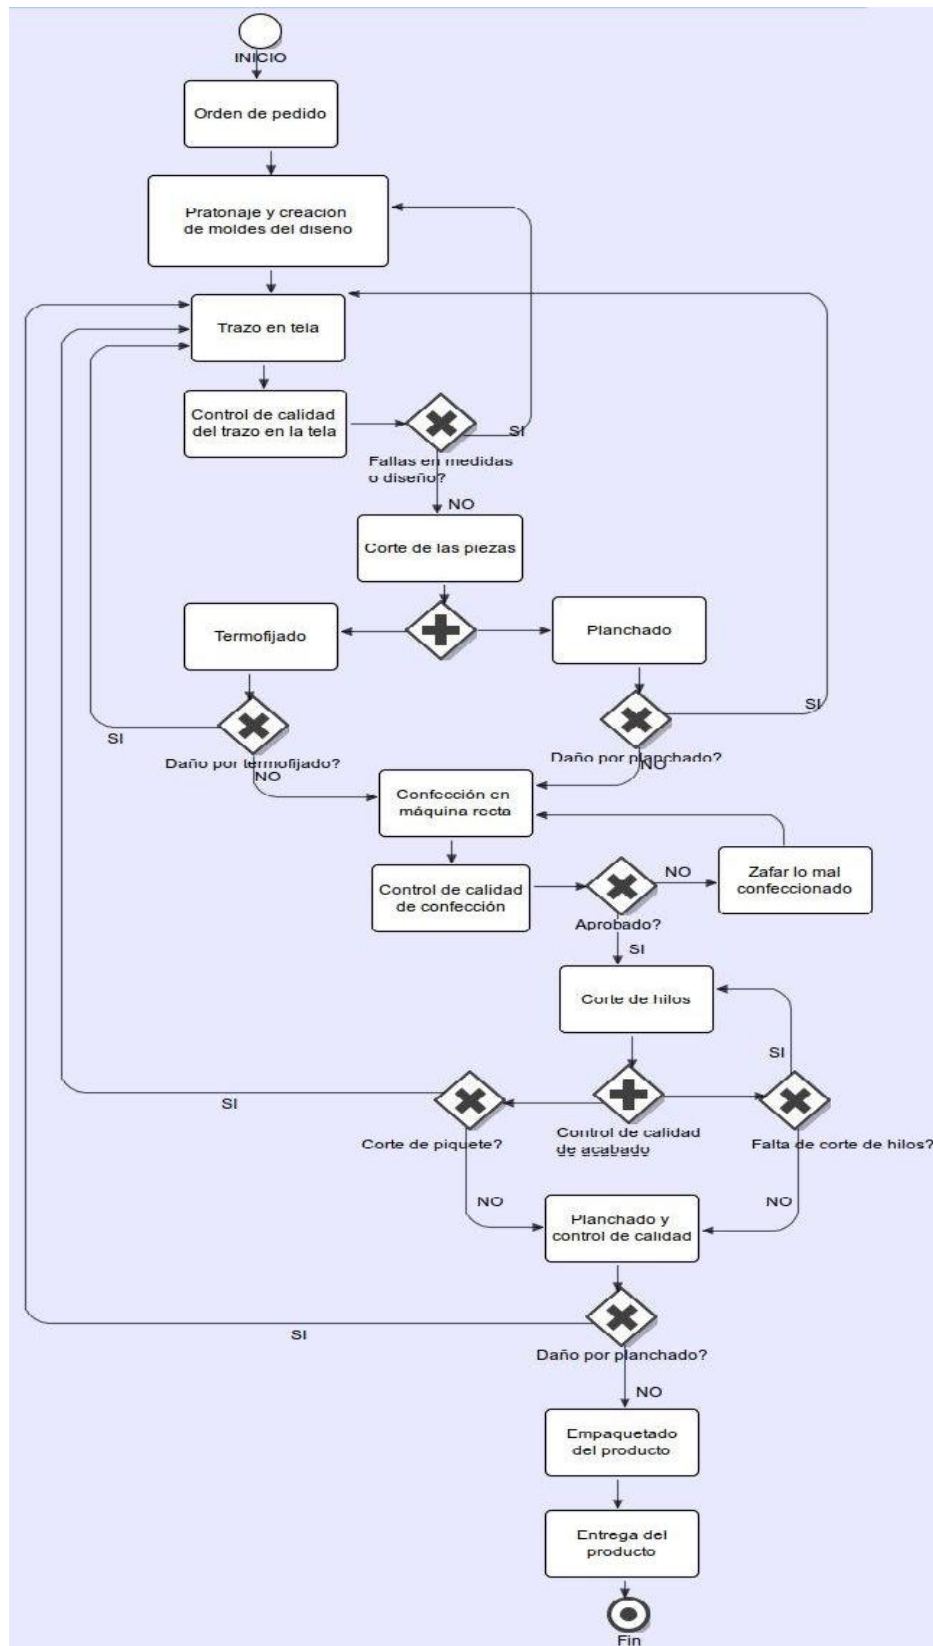 INICIO
Orden de pedido
Pratonaje y creación
de moldes del diseño
Trazo en tela
Control de calidad
del trazo en la tela
SI
Fallas en medidas
o diseño?
NO
Corte de las piezas
Termofijado
Planchado
SI
SI
Daño por termofijado?
NO
Daño por planchado?
NO
Confección en
máquina recta
Control de calidad
de confección
NO
Zafar lo mal
confeccionado
Aprobado?
SI
Corte de hilos
SI
SI
Corte de piquete?
Control de calidad
de acabado
Falta de corte de hilos?
NO
NO
Planchado y
control de calidad
SI
Daño por planchado?
NO
Empaquetado
del producto
Entrega del
producto
Fin